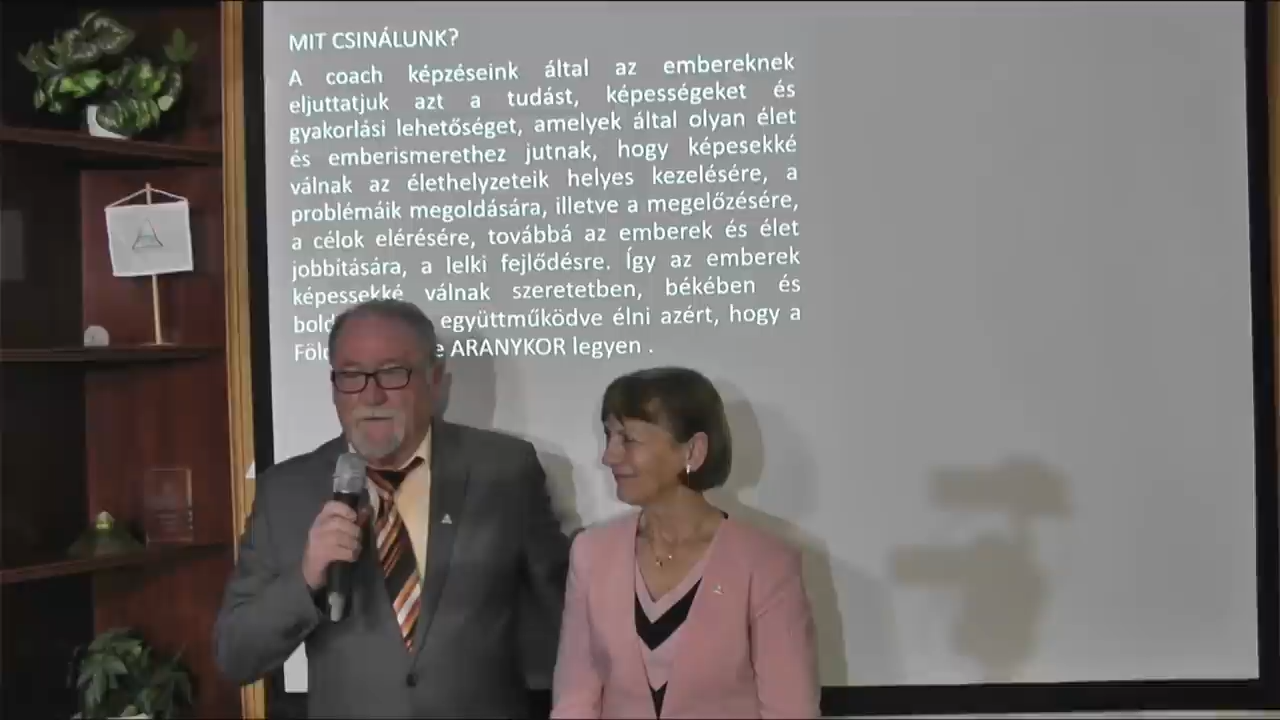 MIT CSINÁLUNK?
A coach képzéseink által az embereknek
eljuttatjuk azt a tudást, képességeket és
gyakorlási lehetőséget, amelyek által olyan élet
és emberismerethez jutnak, hogy képesekké
válnak az élethelyzeteik helyes kezelésére, a
problémáik megoldására, illetve a megelőzésére,
a célok elérésére, továbbá az emberek és élet
jobbítására, a lelki fejlődésre. Így az emberek
képessekké válnak szeretetben, békében és
együttműködve élni azért, hogy a
ARANYKOR legyen .